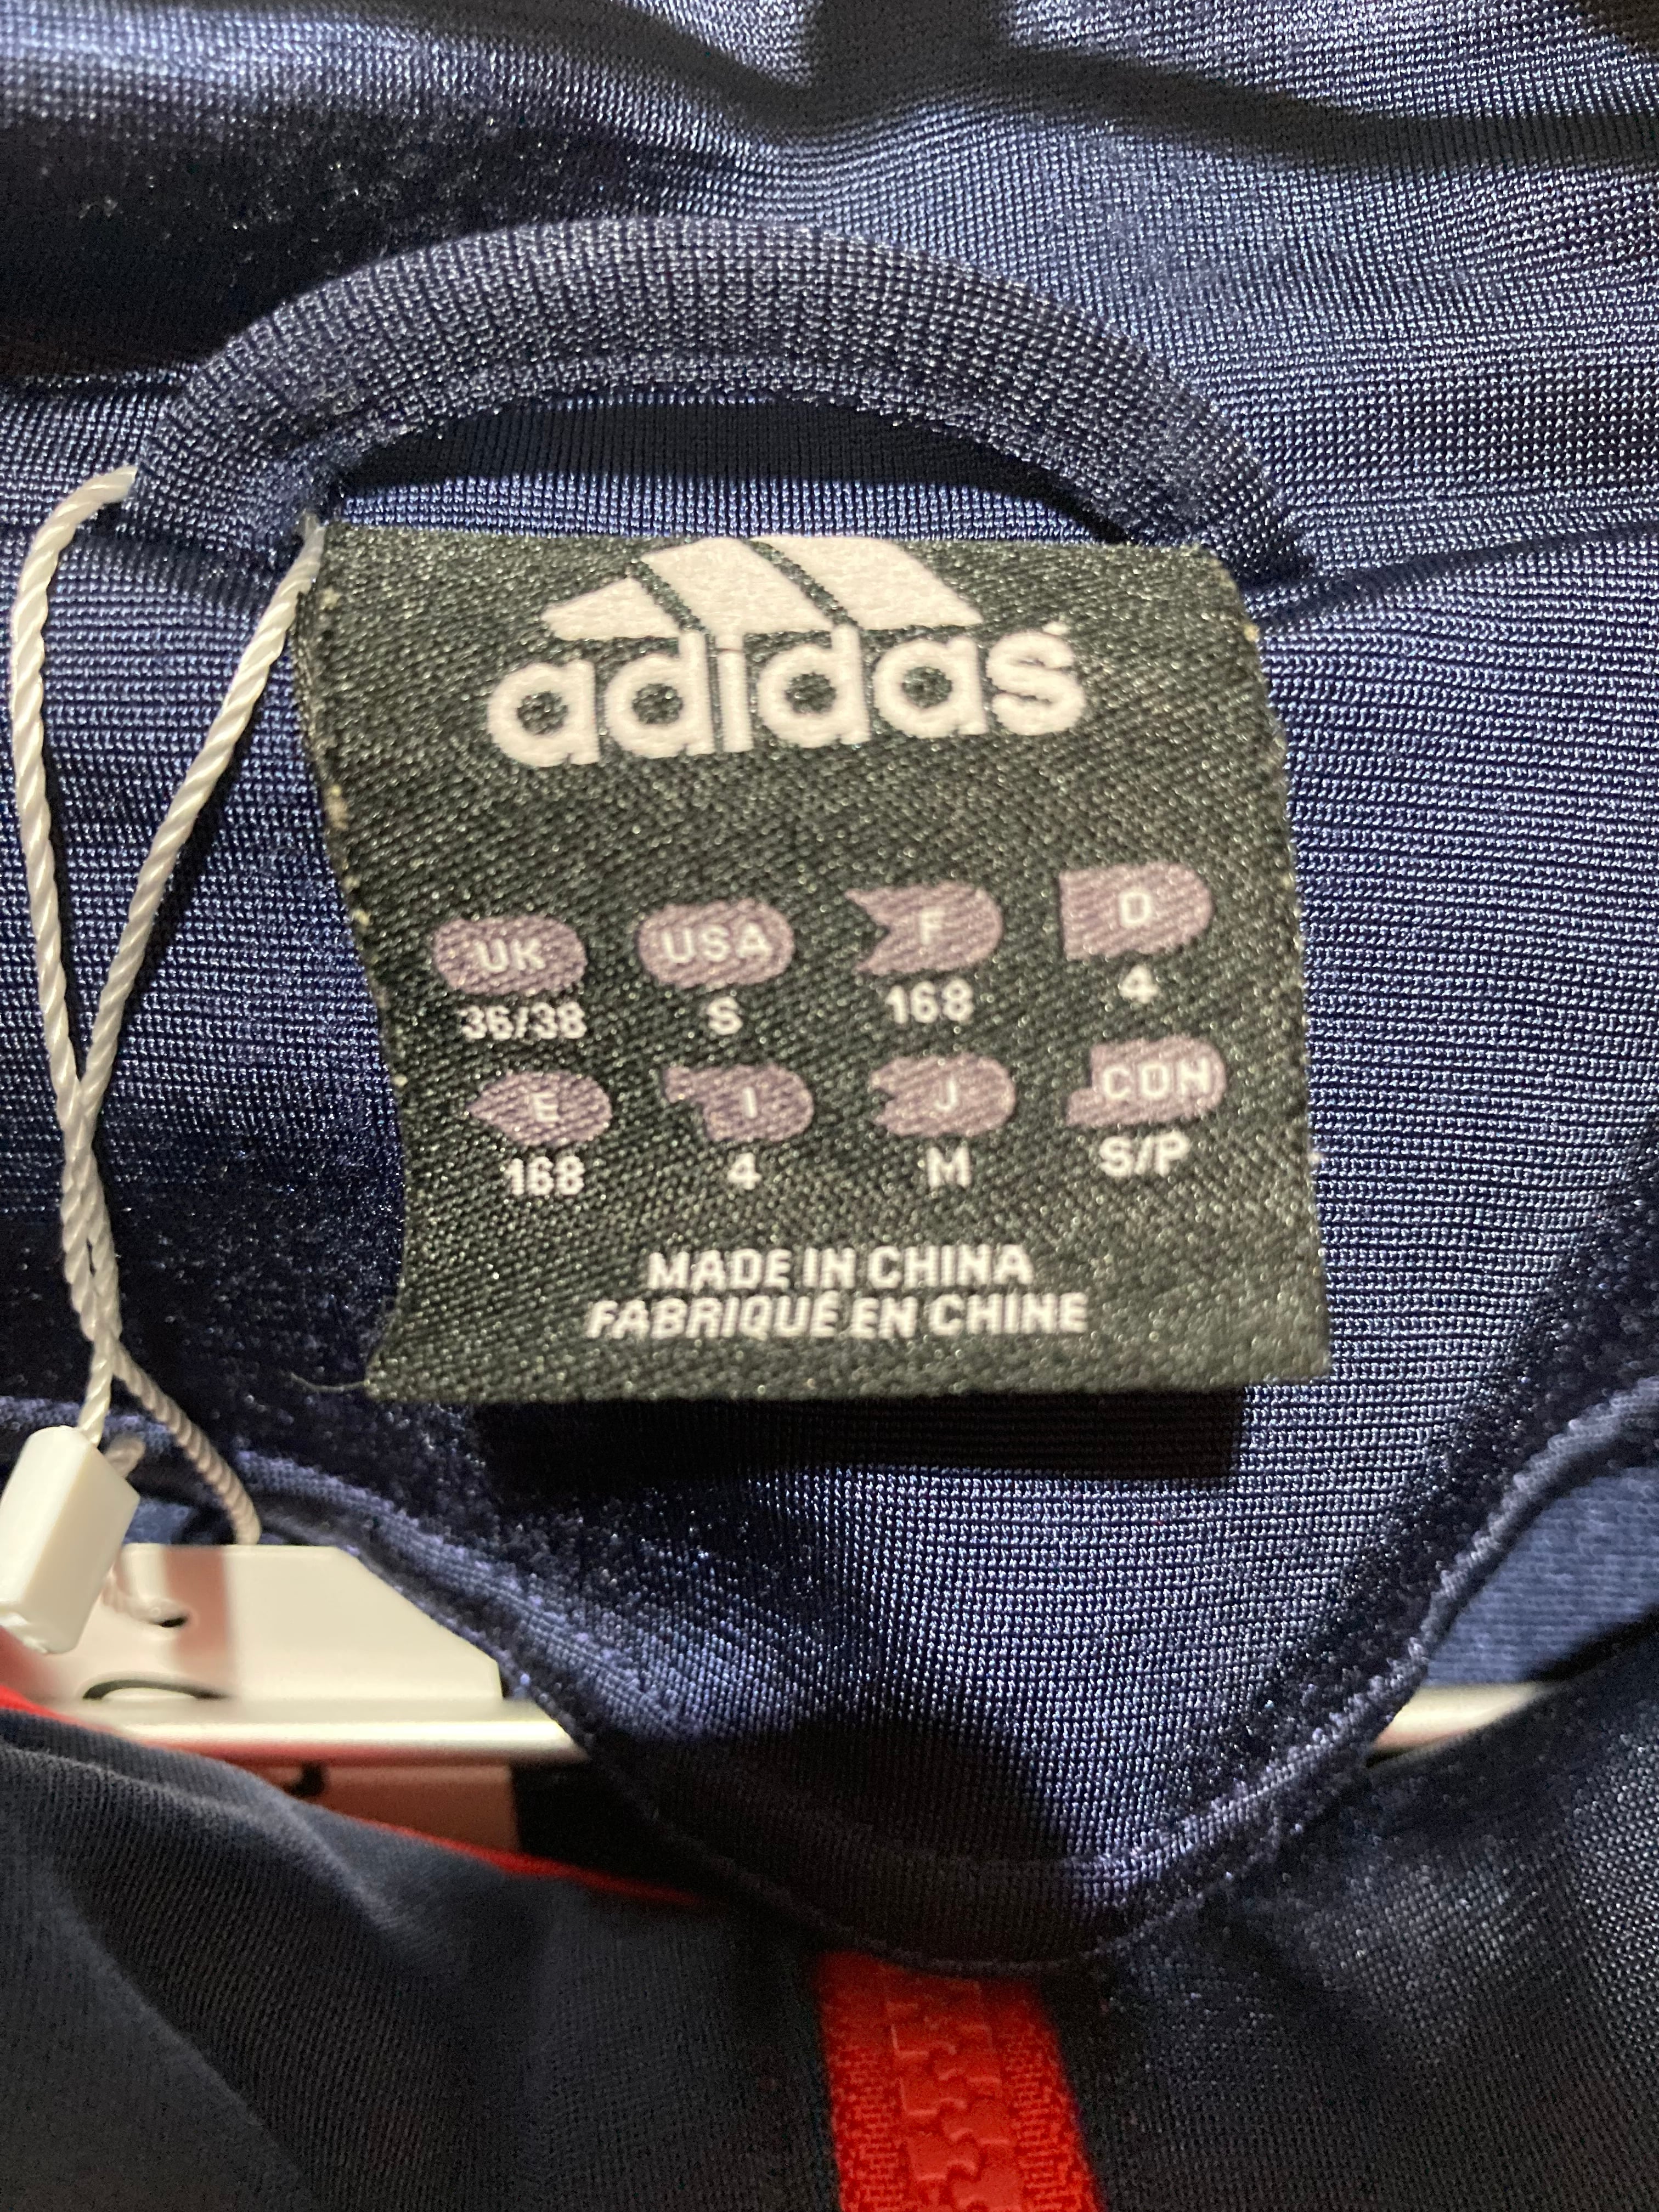 adidas
UK USA F D
36/38 S 168 4
E I J CDN
168 4 M S/P
MADE IN CHINA
FABRIQUÉ EN CHINE